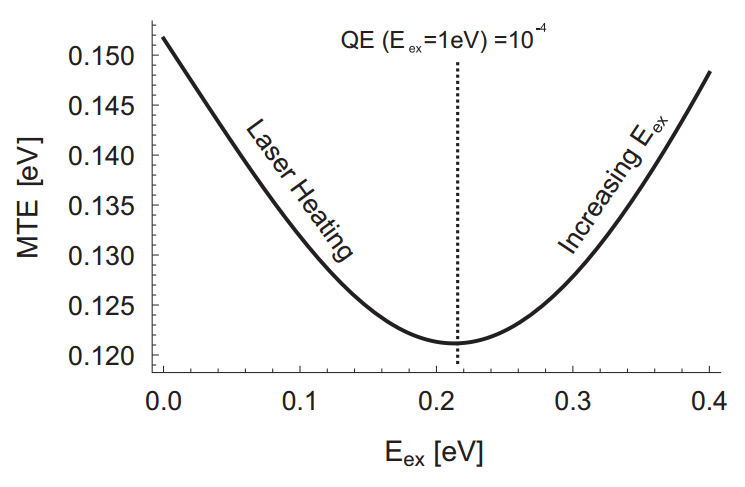 QE (E ex=1eV) =10-4
0.150
0.145
0.140
0.135
0.130
0.125
0.120
MTE [eV]
Laser Heating
Increasing Eex
0.0 0.1 0.2 0.3 0.4
Eex [eV]